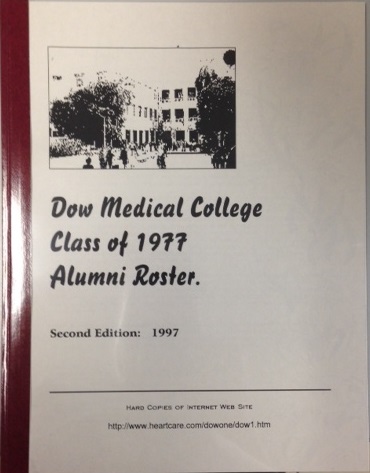 Dow Medical College
Class of 1977
Alumni Roster.
Second Edition: 1997
Hard Copies of Internet Web Site
http://www.heartcare.com/dowone/dow1.htm